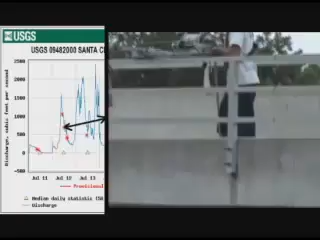 USGS
USGS 09482000 SANTA C
Discharge, cubic feet per second
2500
2000
1500
1000
500
0
-500
Jul 11 Jul 12 Jul 13
Provisional
Median daily statistic
Discharge